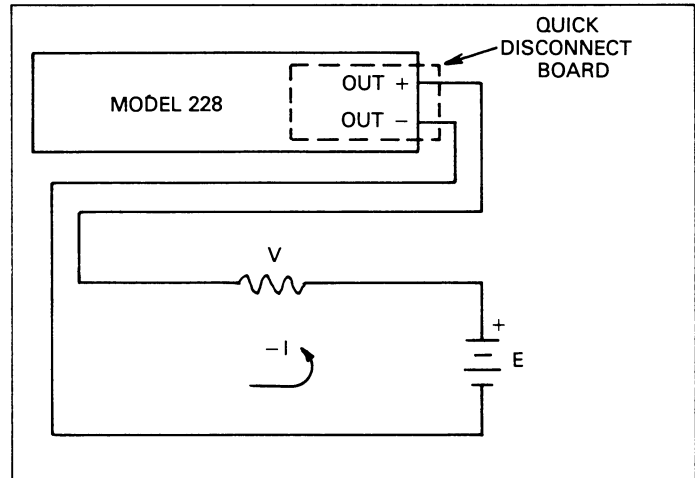 QUICK
DISCONNECT
BOARD
MODEL 228
OUT +
OUT −
V
−I
+
E